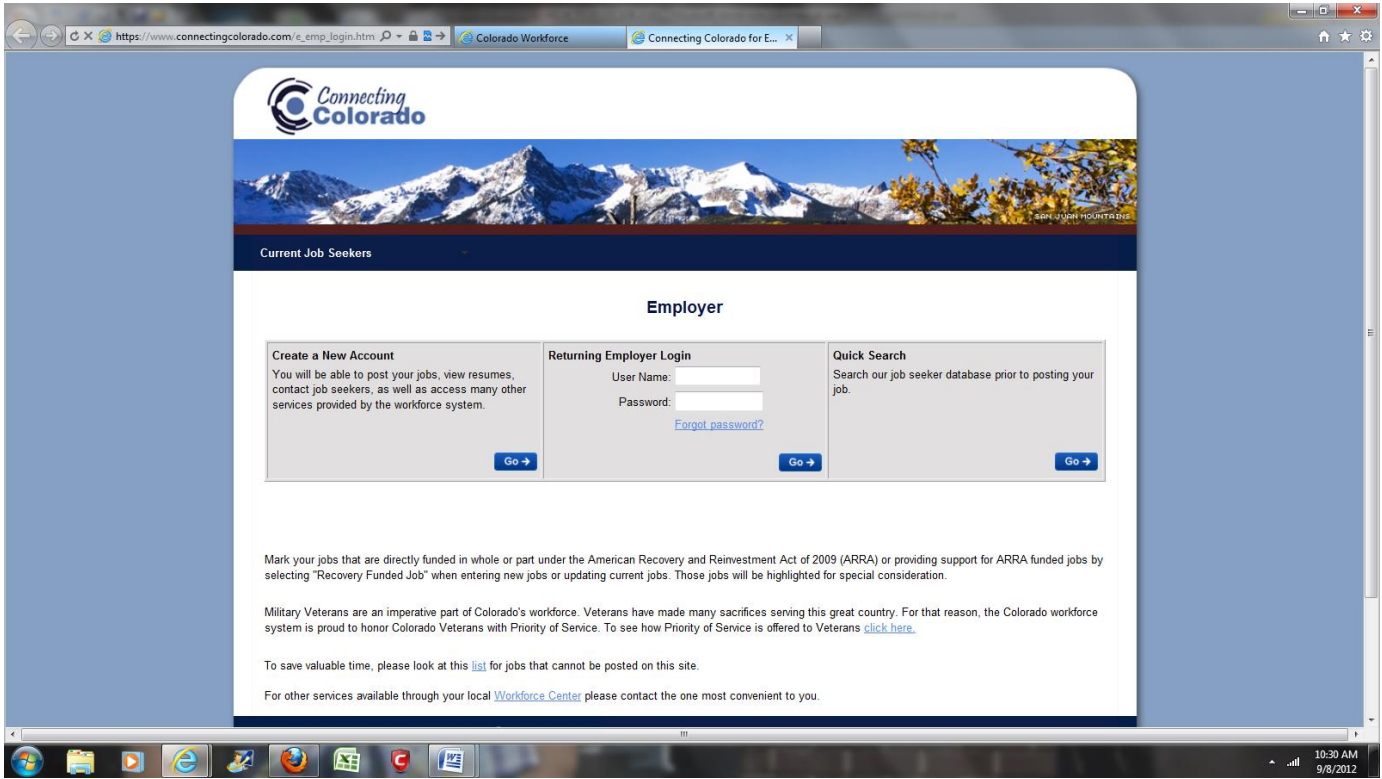 https://www.connectingcolorado.com/e_emp_login.htm
Colorado Workforce
Connecting Colorado for E...
Connecting
Colorado
SAN JUAN MOUNTAINS
Current Job Seekers
Employer
Create a New Account
You will be able to post your jobs, view resumes,
contact job seekers, as well as access many other
services provided by the workforce system.
Go
Returning Employer Login
User Name:
Password:
Forgot password?
Go
Quick Search
Search our job seeker database prior to posting your
job.
Go
Mark your jobs that are directly funded in whole or part under the American Recovery and Reinvestment Act of 2009 (ARRA) or providing support for ARRA funded jobs by
selecting "Recovery Funded Job" when entering new jobs or updating current jobs. Those jobs will be highlighted for special consideration.
Military Veterans are an imperative part of Colorado's workforce. Veterans have made many sacrifices serving this great country. For that reason, the Colorado workforce
system is proud to honor Colorado Veterans with Priority of Service. To see how Priority of Service is offered to Veterans click here.
To save valuable time, please look at this list for jobs that cannot be posted on this site.
For other services available through your local Workforce Center please contact the one most convenient to you.
10:30 AM
9/8/2012